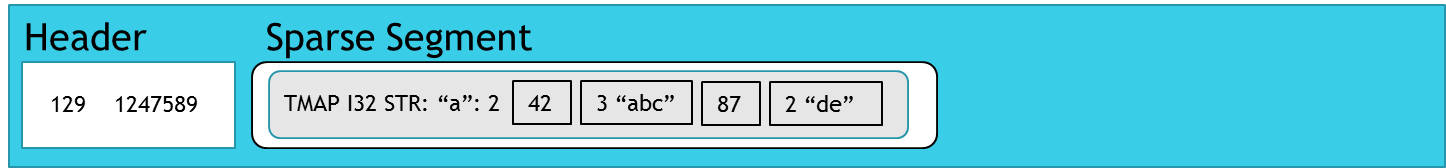 Header Sparse Segment
129 1247589 TMAP I32 STR: “a”: 2 42 3 “abc” 87 2 “de”